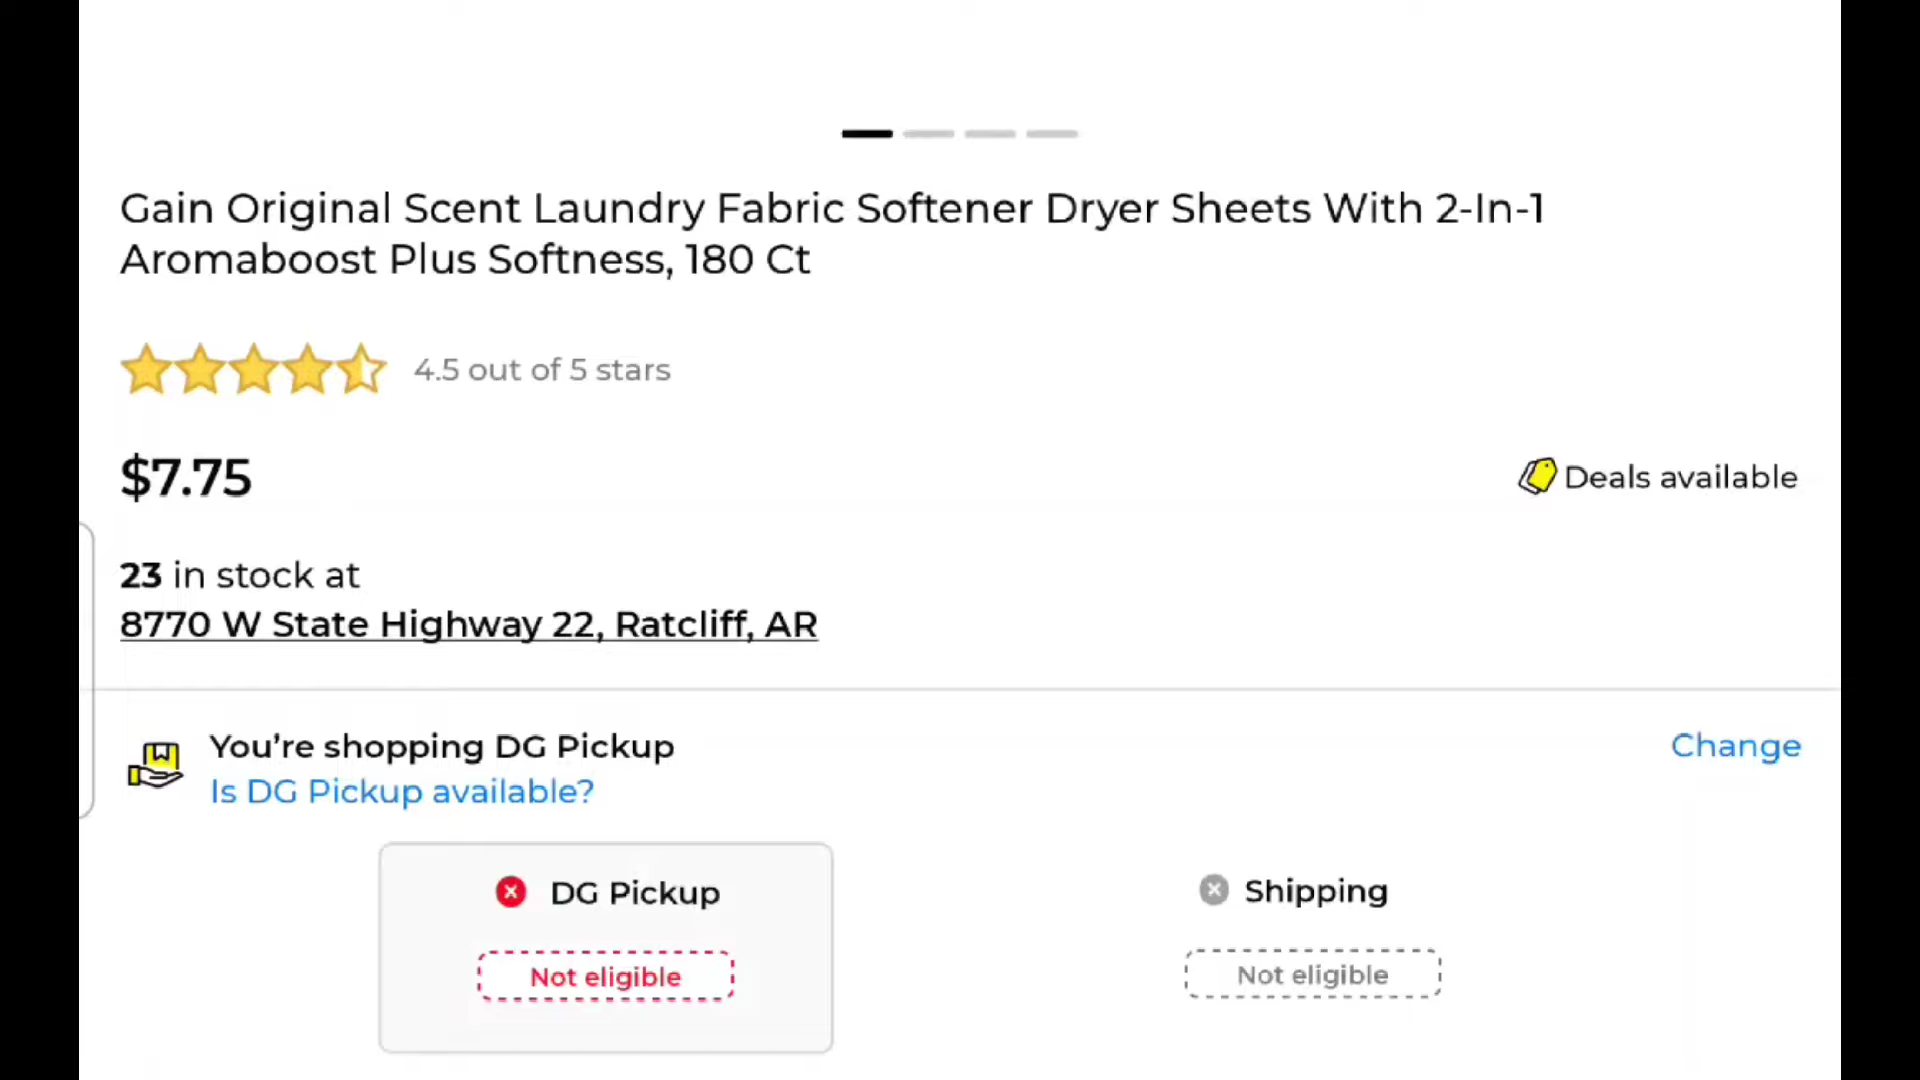 Gain Original Scent Laundry Fabric Softener Dryer Sheets With 2-In-1
Aromaboost Plus Softness, 180 Ct
4.5 out of 5 stars
$7.75
Deals available
23 in stock at
8770 W State Highway 22, Ratcliff, AR
You’re shopping DG Pickup
Change
Is DG Pickup available?
DG Pickup
Shipping
Not eligible
Not eligible